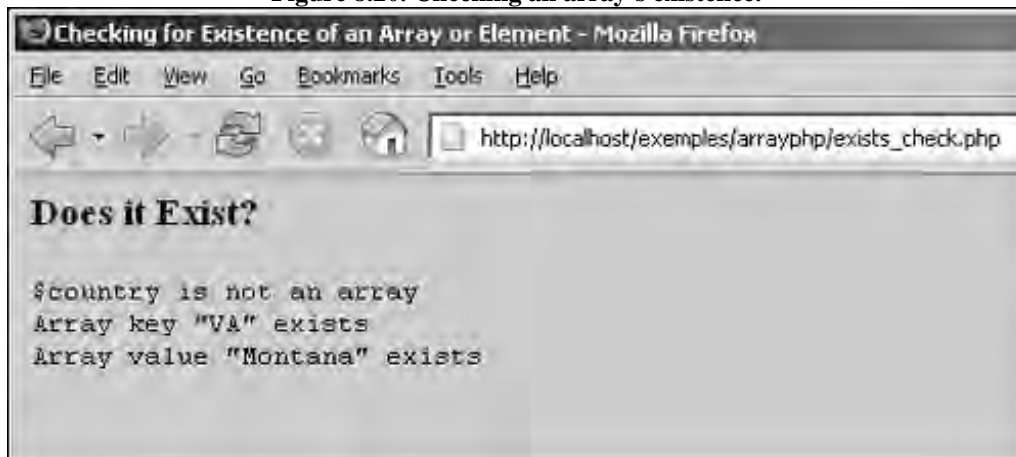 Figure 8.20. Checking an array's existence.
Checking for Existence of an Array or Element - Mozilla Firefox
File Edit View Go Bookmarks Tools Help
http://localhost/exemples/arrayphp/exists_check.php
Does it Exist?
$country is not an array
Array key "VA" exists
Array value "Montana" exists